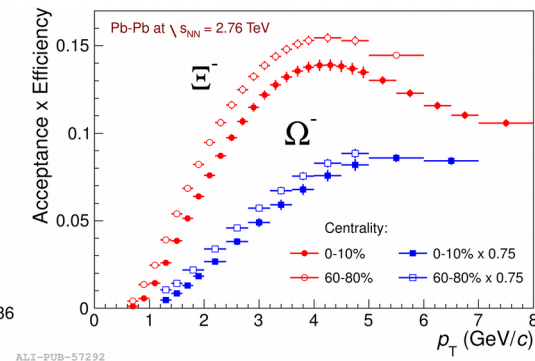 Pb-Pb at √sNN = 2.76 TeV
Acceptance x Efficiency
0.15
0.1
0.05
0
Ξ-
Ω-
Centrality:
0-10%
0-10% x 0.75
60-80%
60-80% x 0.75
0 1 2 3 4 5 6 7 8
pT (GeV/c)
36
ALI-PUB-57292